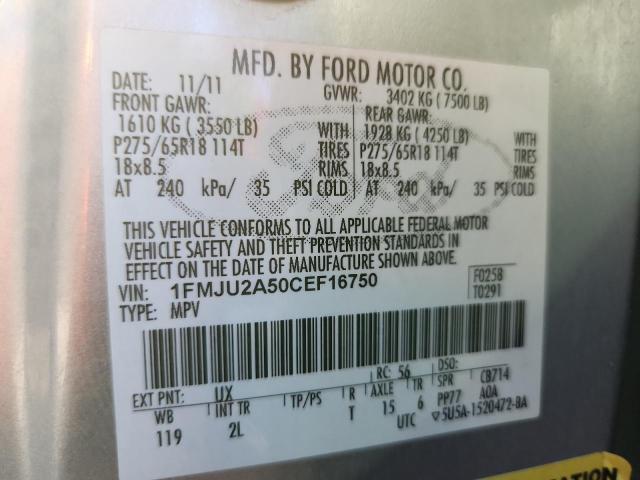 MFD. BY FORD MOTOR CO.
DATE: 11/11 GVWR: 3402 KG ( 7500 LB)
FRONT GAWR: REAR GAWR:
1610 KG ( 3550 LB) WITH 1928 KG ( 4250 LB) WITH
P275/65R18 114T TIRES P275/65R18 114T TIRES
18x8.5 RIMS 18x8.5 RIMS
AT 240 kPa/ 35 PSI COLD AT 240 kPa/ 35 PSI COLD
THIS VEHICLE CONFORMS TO ALL APPLICABLE FEDERAL MOTOR
VEHICLE SAFETY AND THEFT PREVENTION STANDARDS IN
EFFECT ON THE DATE OF MANUFACTURE SHOWN ABOVE.
VIN: 1FMJU2A50CEF16750 F0258
TYPE: MPV T0291
EXT PNT: UX RC: 56 DSO:
WB INT TR TP/PS R AXLE TR SPR CB714
119 2L T 15 6 PP77 A0A
UTC ▽5U5A-1520472-BA